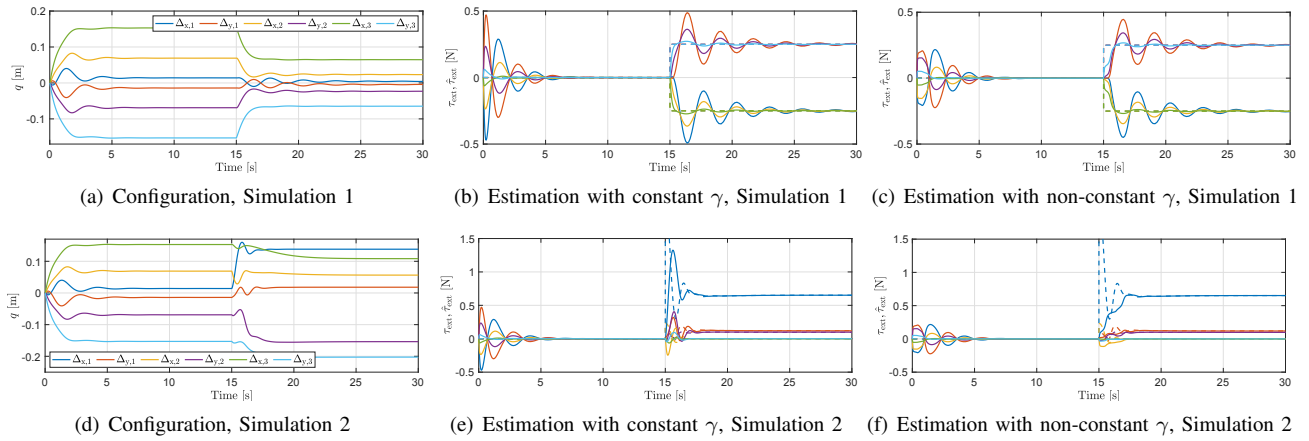 0.2
Δx,1 Δy,1 Δx,2 Δy,2 Δx,3 Δy,3
0.1
0
-0.1
q [m]
0 5 10 15 20 25 30
Time [s]
(a) Configuration, Simulation 1
0.5
0
-0.5
τext, τ̂ext [N]
0 5 10 15 20 25 30
Time [s]
(b) Estimation with constant γ, Simulation 1
0.5
0
-0.5
τext, τ̂ext [N]
0 5 10 15 20 25 30
Time [s]
(c) Estimation with non-constant γ, Simulation 1
0.1
0
-0.1
-0.2
q [m]
Δx,1 Δy,1 Δx,2 Δy,2 Δx,3 Δy,3
0 5 10 15 20 25 30
Time [s]
(d) Configuration, Simulation 2
1.5
1
0.5
0
-0.5
τext, τ̂ext [N]
0 5 10 15 20 25 30
Time [s]
(e) Estimation with constant γ, Simulation 2
1.5
1
0.5
0
-0.5
τext, τ̂ext [N]
0 5 10 15 20 25 30
Time [s]
(f) Estimation with non-constant γ, Simulation 2